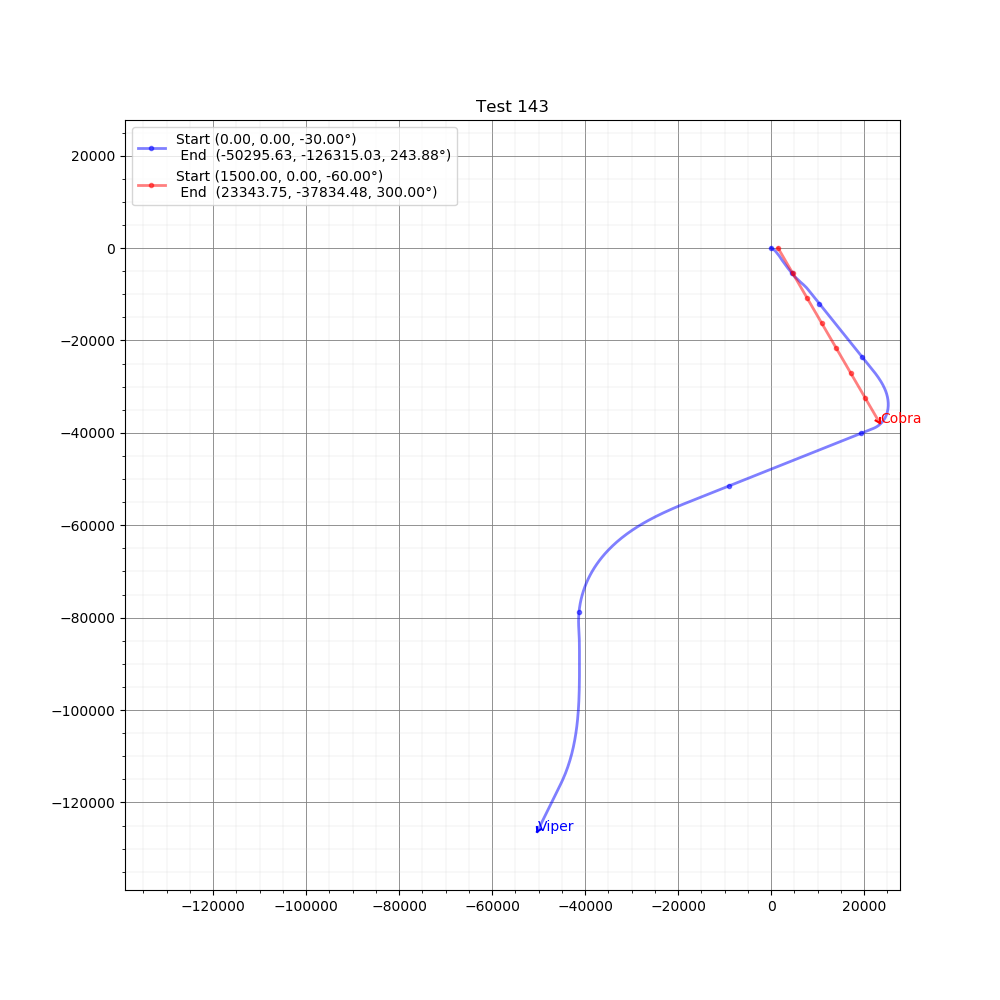 Test 143
Start (0.00, 0.00, -30.00°)
End (-50295.63, -126315.03, 243.88°)
Start (1500.00, 0.00, -60.00°)
End (23343.75, -37834.48, 300.00°)
20000
0
−20000
−40000
−60000
−80000
−100000
−120000
Cobra
Viper
−120000 −100000 −80000 −60000 −40000 −20000 0 20000